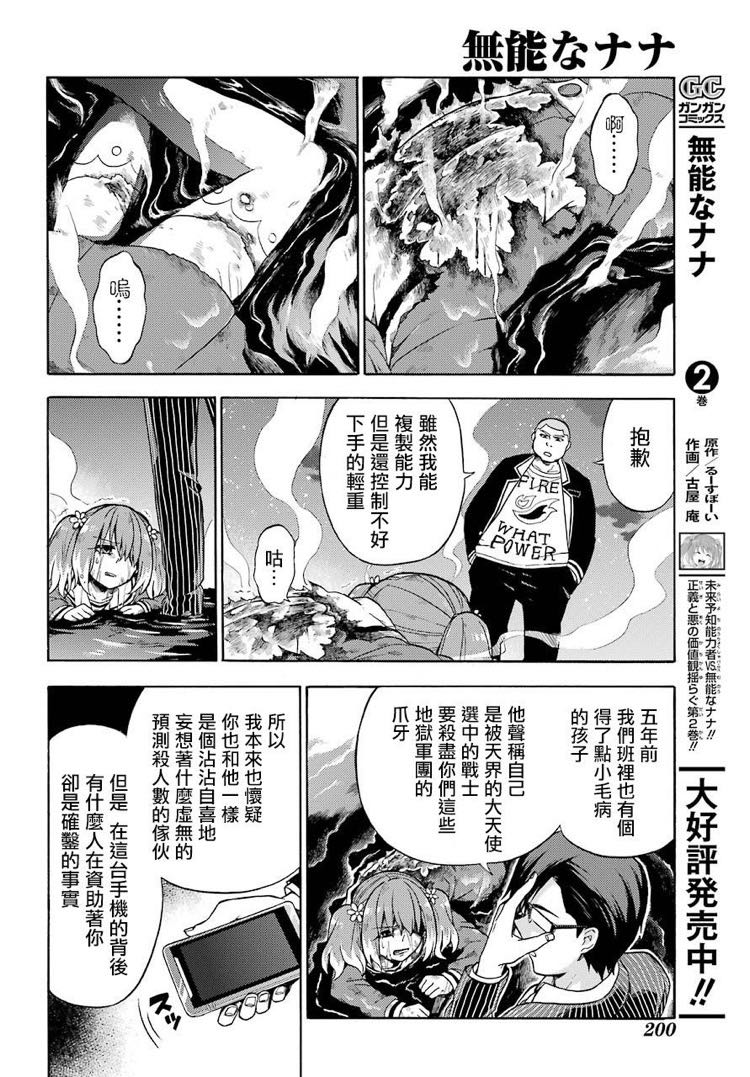 無能なナナ
啊……
嗚……
抱歉
雖然我能
複製能力
但是還控制不好
下手的輕重
FIRE
WHAT
POWER
咕…
五年前
我們班裡也有個
得了點小毛病
的孩子
他聲稱自己
是被天界的大天使
選中的戰士
要殺盡你們這些
地獄軍團的
爪牙
所以
我本來也懷疑
你也和他一樣
是個沾沾自喜地
妄想著什麼虛無的
預測殺人數的傢伙
但是 在這台手機的背後
有什麼人在資助著你
卻是確鑿的事實
スッ
GC
ガンガン
コミックス
無能なナナ
2
巻
原作/るーすぼーい
作画/古屋 庵
未来予知能力者VS.無能なナナ!!
正義と悪の価値観揺らぐ第2巻!!
大好評発売中!!
200